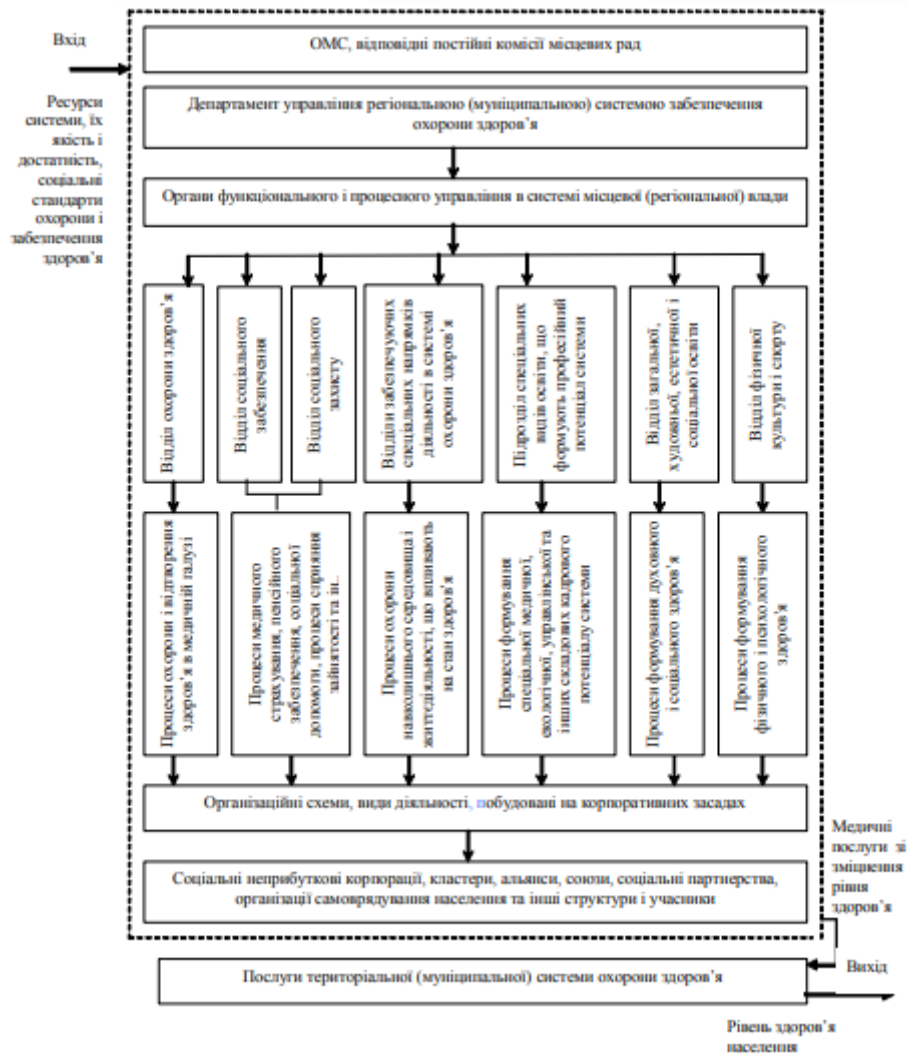 Вхід
Ресурси
системи, їх
якість і
достатність,
соціальні
стандарти
охорони і
забезпечення
здоров’я
ОМС, відповідні постійні комісії місцевих рад
Департамент управління регіональною (муніципальною) системою забезпечення
охорони здоров’я
Органи функціонального і процесного управління в системі місцевої (регіональної) влади
Відділ охорони здоров’я
Відділ соціального
забезпечення
Відділ соціального
захисту
Відділи забезпечуючих
спеціальних напрямків
діяльності в системі
охорони здоров’я
Підрозділ спеціальних
видів освіти, що
формують професійний
потенціал системи
Відділ загальної,
художньої, естетичної і
соціальної освіти
Відділ фізичної
культури і спорту
Процеси охорони і відтворення
здоров’я в медичній галузі
Процеси медичного
страхування, пенсійного
забезпечення, соціальної
допомоги, процеси сприяння
зайнятості та ін..
Процеси охорони
навколишнього середовища і
життєдіяльності, що впливають
на стан здоров’я
Процеси формування
спеціальної медичної,
екологічної, управлінської та
інших складових кадрового
потенціалу системи
Процеси формування духовного
і соціального здоров’я
Процеси формування
фізичного і психологічного
здоров’я
Організаційні схеми, види діяльності, побудовані на корпоративних засадах
Соціальні неприбуткові корпорації, кластери, альянси, союзи, соціальні партнерства,
організації самоврядування населення та інші структури і учасники
Медичні
послуги зі
зміцнення
рівня
здоров’я
Послуги територіальної (муніципальної) системи охорони здоров’я
Вихід
Рівень здоров’я
населення